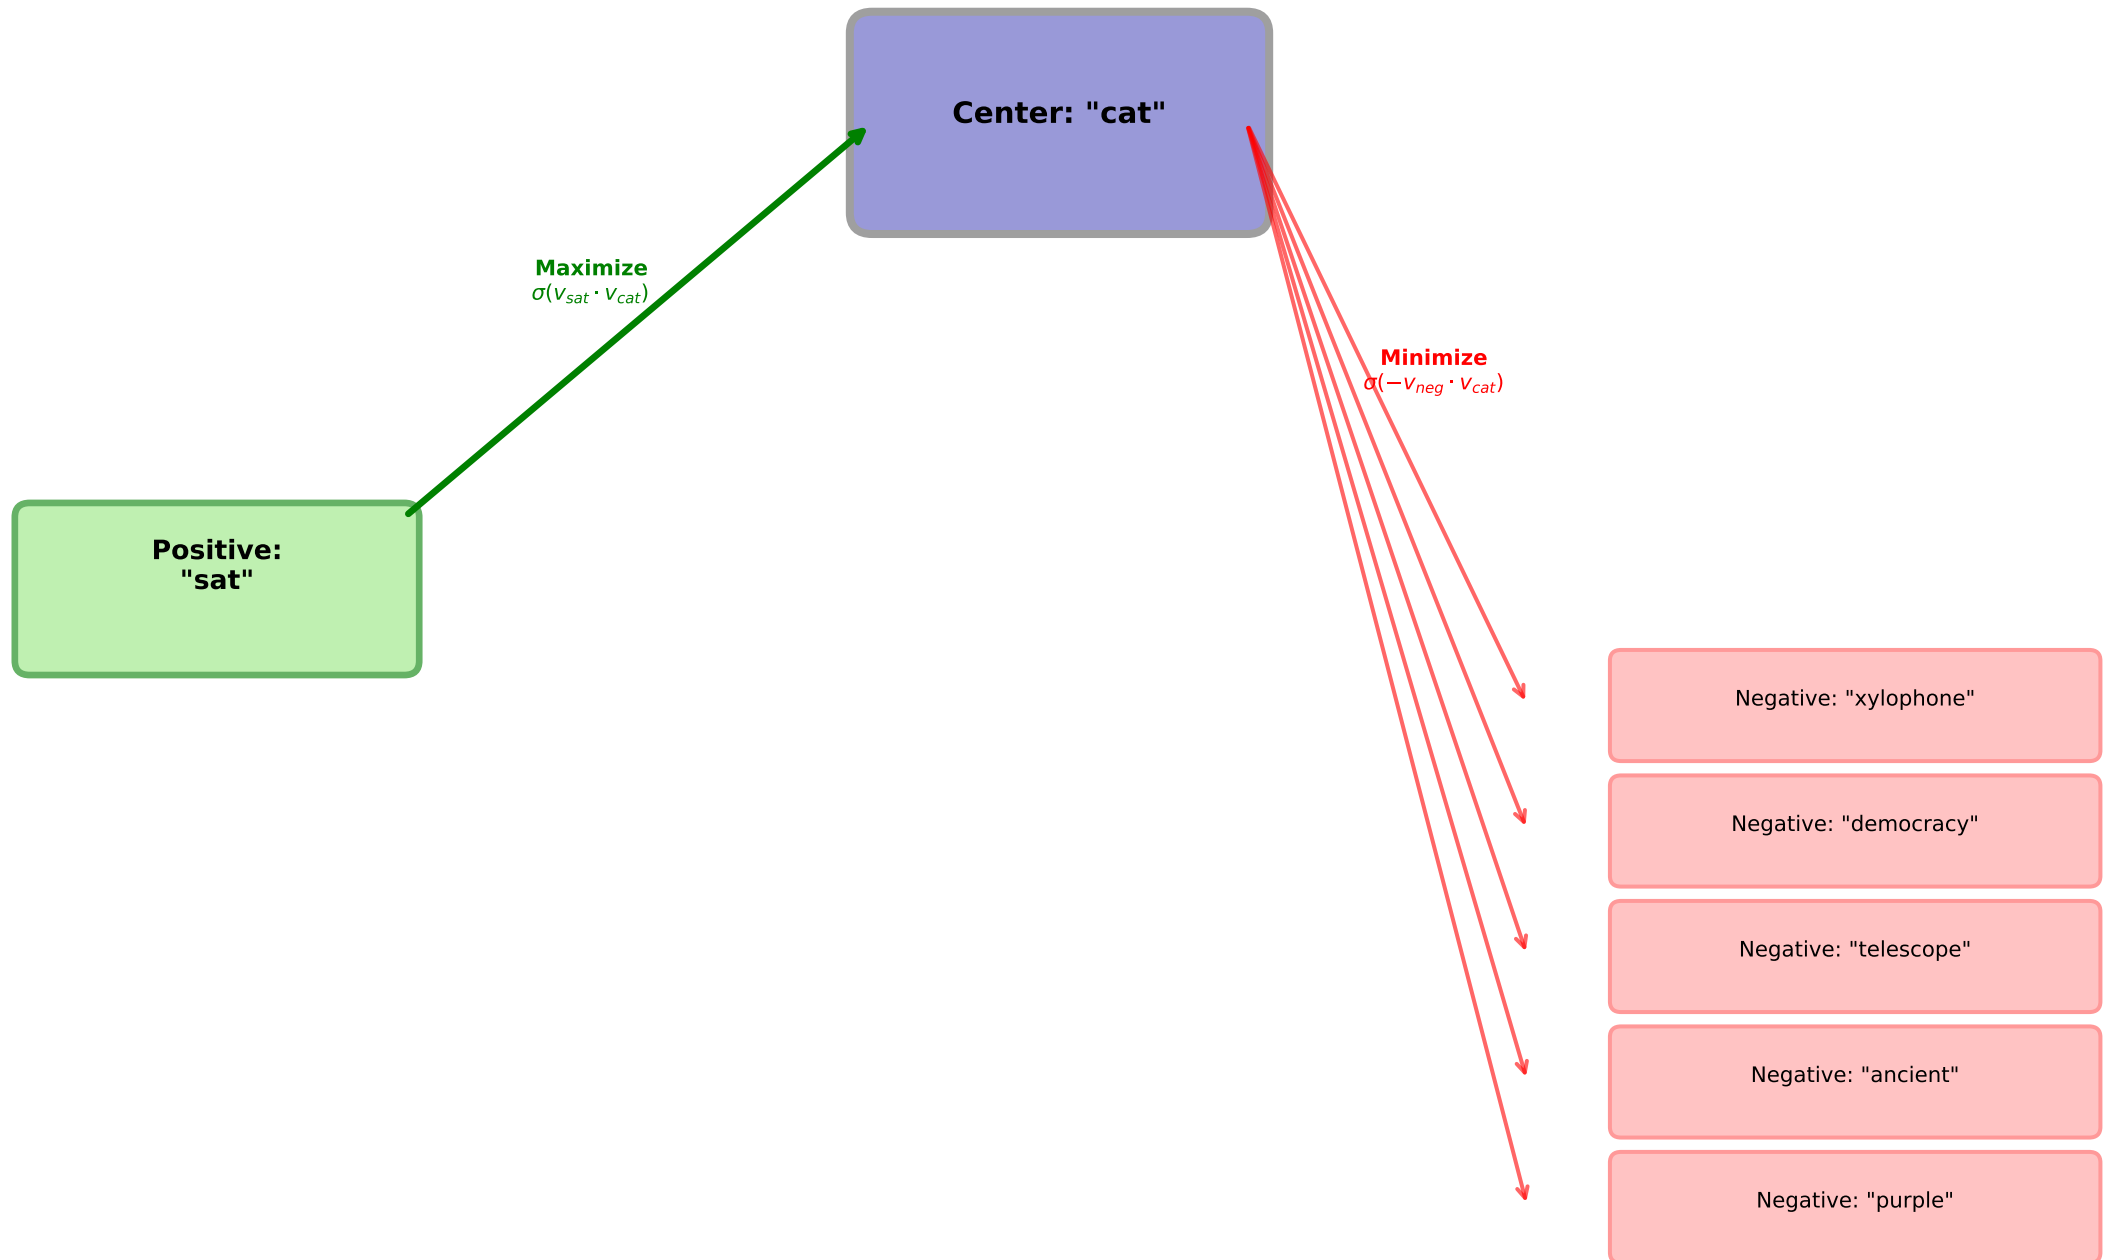 Center: "cat"
Maximize
σ(v_sat · v_cat)
Minimize
σ(−v_neg · v_cat)
Positive:
"sat"
Negative: "xylophone"
Negative: "democracy"
Negative: "telescope"
Negative: "ancient"
Negative: "purple"